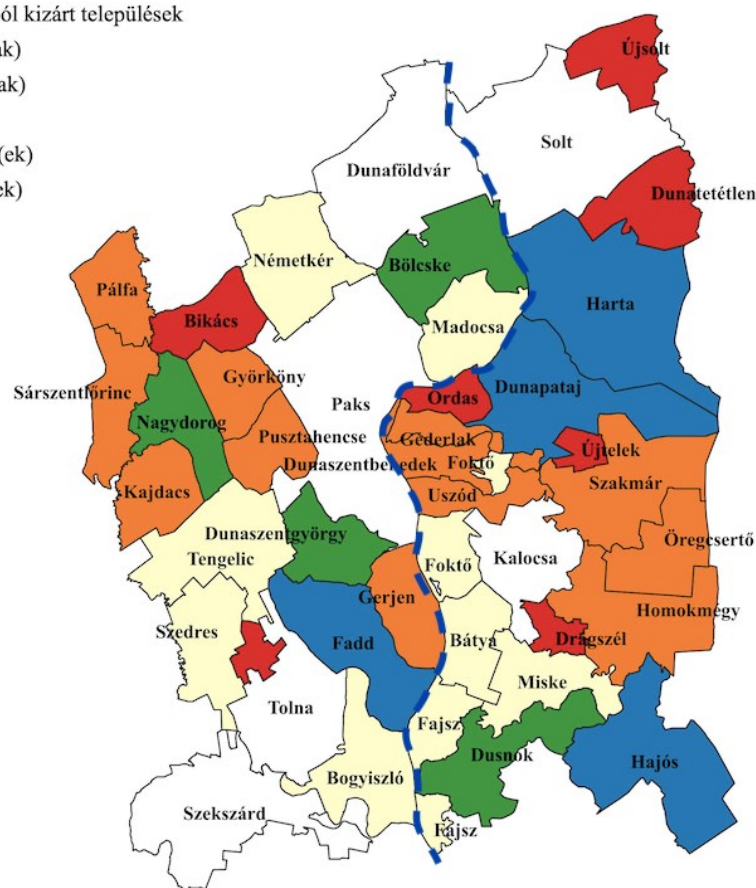 ól kizárt települések
ak)
ak)
(ek)
ek)
Újsolt
Solt
Dunaföldvár
Dunatetétlen
Németkér
Bölcske
Pálfa
Harta
Bikács
Madocsa
Györköny
Dunapataj
Sárszentlőrinc
Ordas
Paks
Nagydorog
Pusztahencse
Géderlak
Újtelek
Dunaszentbenedek
Foktő
Szakmár
Kajdacs
Uszód
Dunaszentgyörgy
Öregcsertő
Tengelic
Foktő
Kalocsa
Gerjen
Homokmégy
Szedres
Fadd
Bátya
Drágszél
Miske
Tolna
Fajsz
Dusnok
Hajós
Bogyiszló
Szekszárd
Fajsz